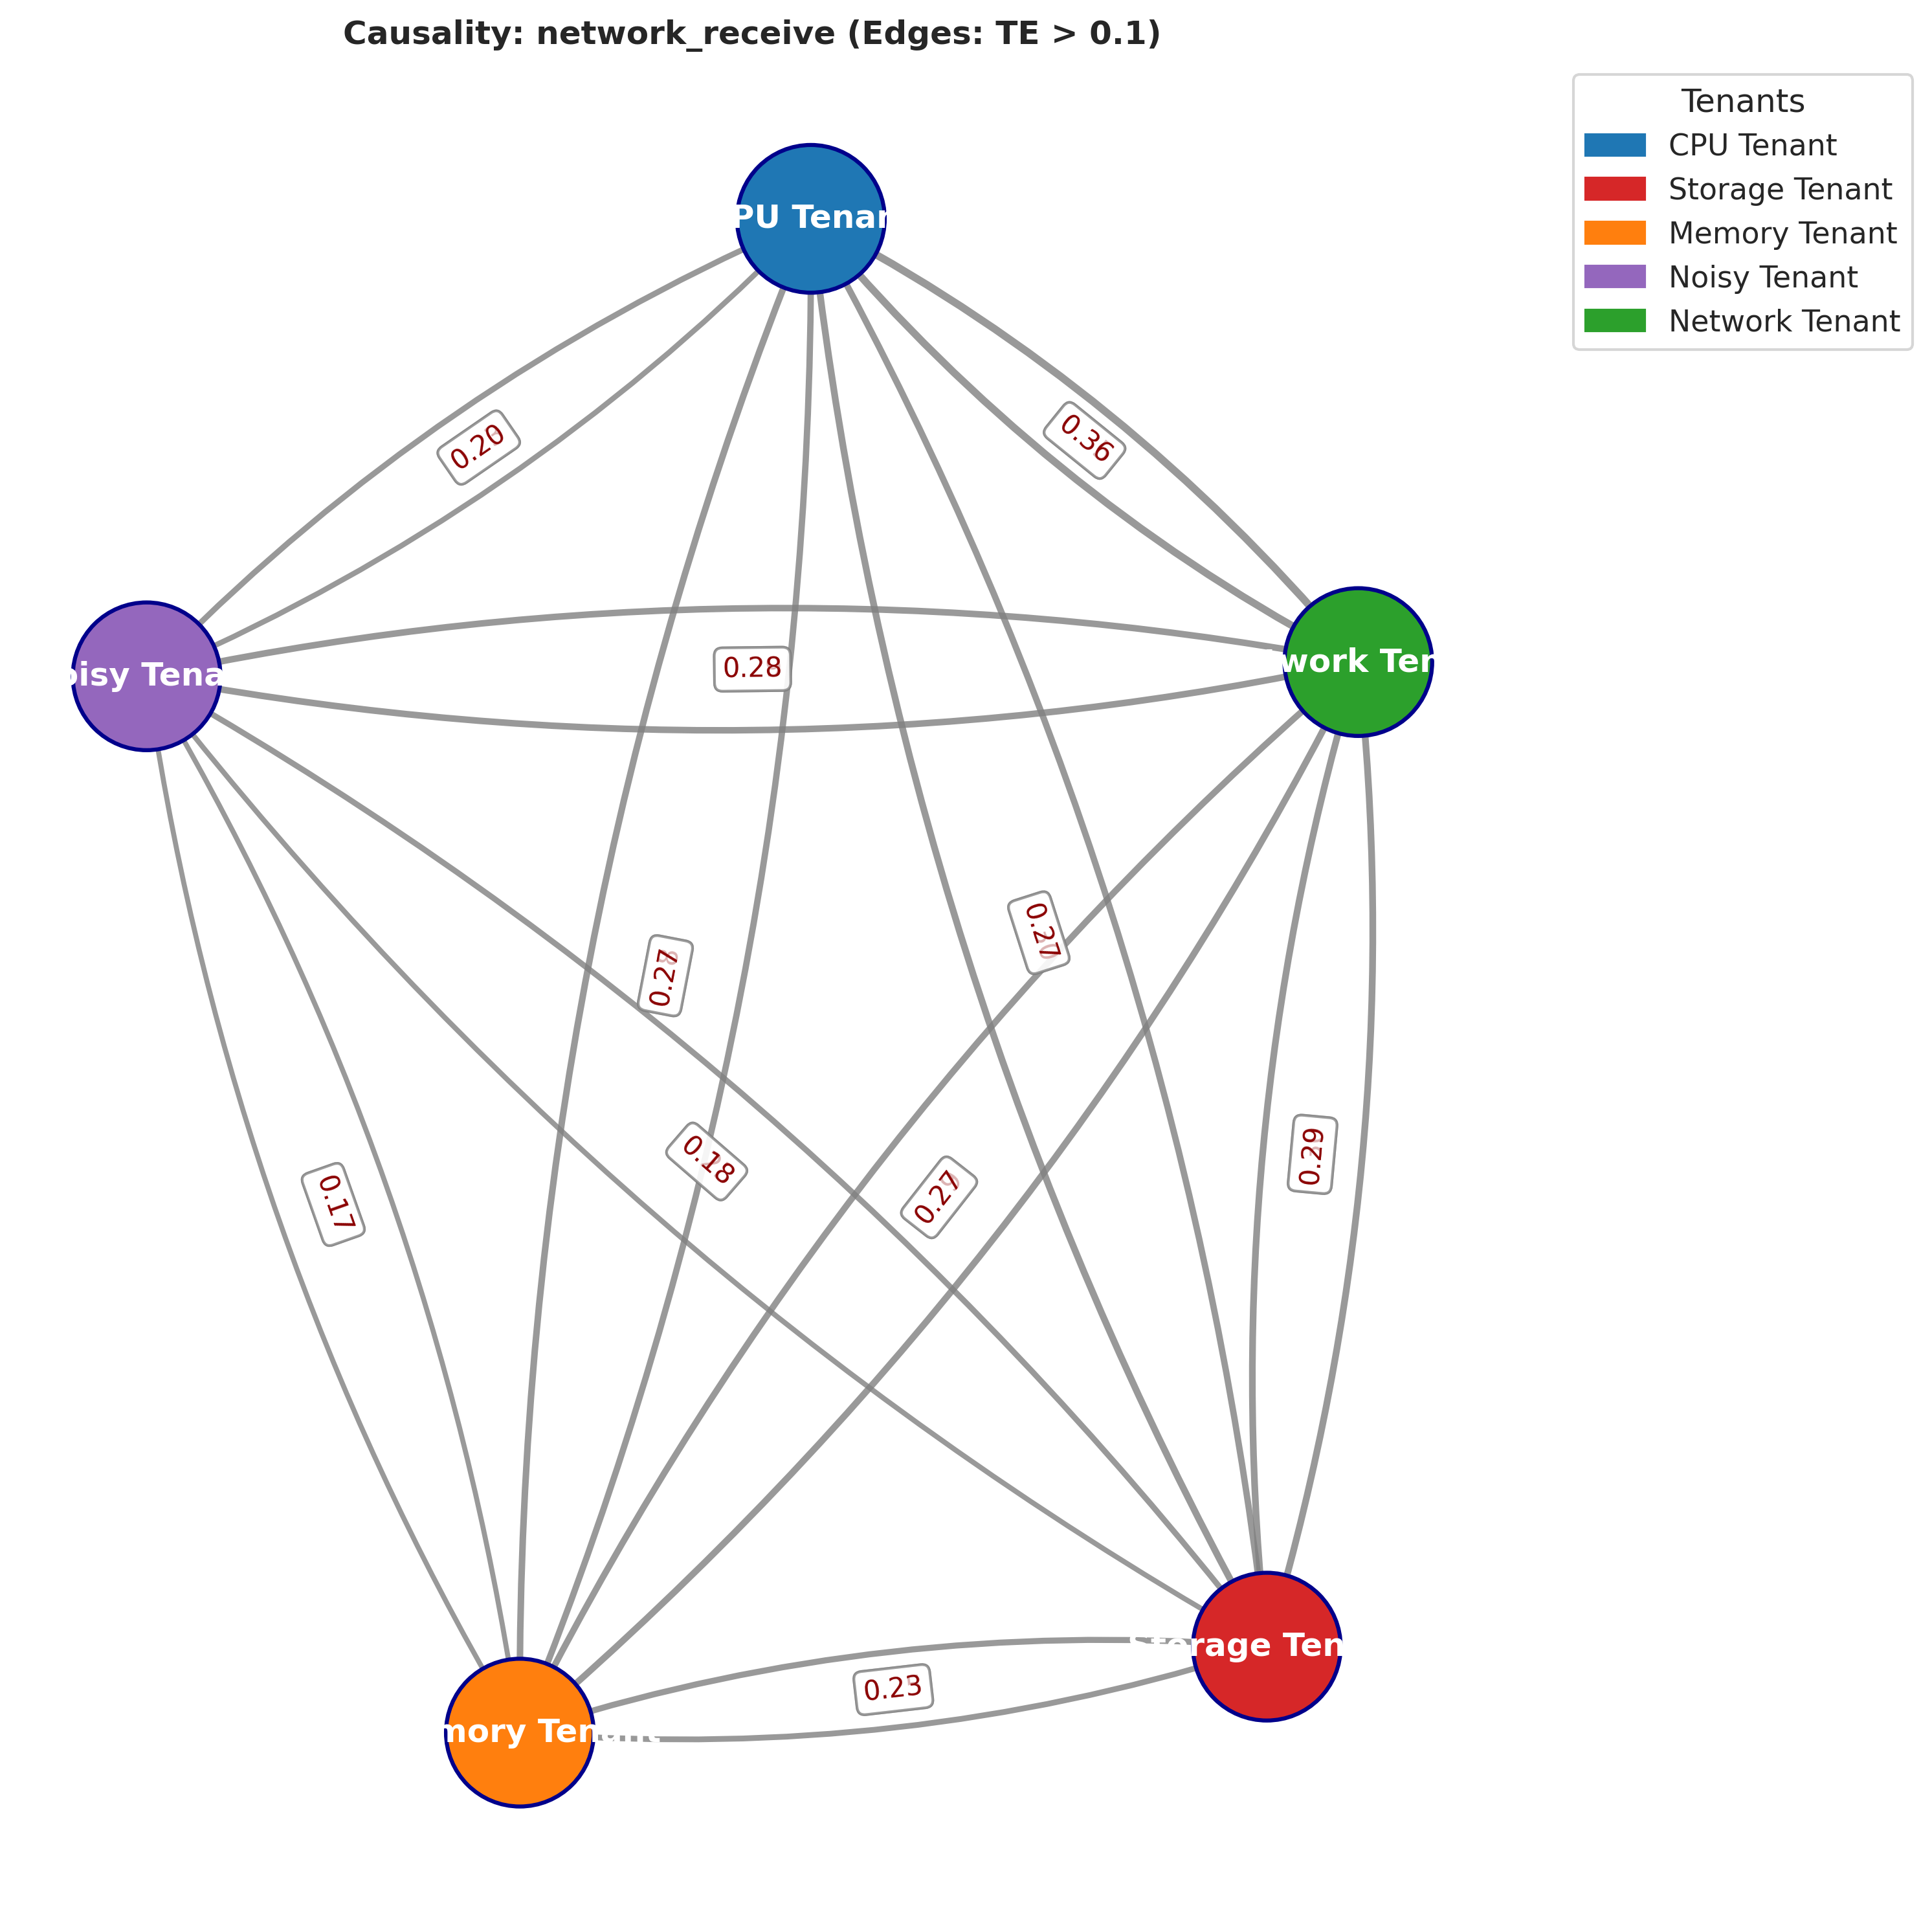 Causality: network_receive (Edges: TE > 0.1)
Tenants
CPU Tenant
Storage Tenant
Memory Tenant
Noisy Tenant
Network Tenant
PU Tenan
0.20
0.36
oisy Tena
0.28
work Ten
0.27
0.27
0.18
0.27
0.29
0.17
Storage Ten
0.23
mory Tenant